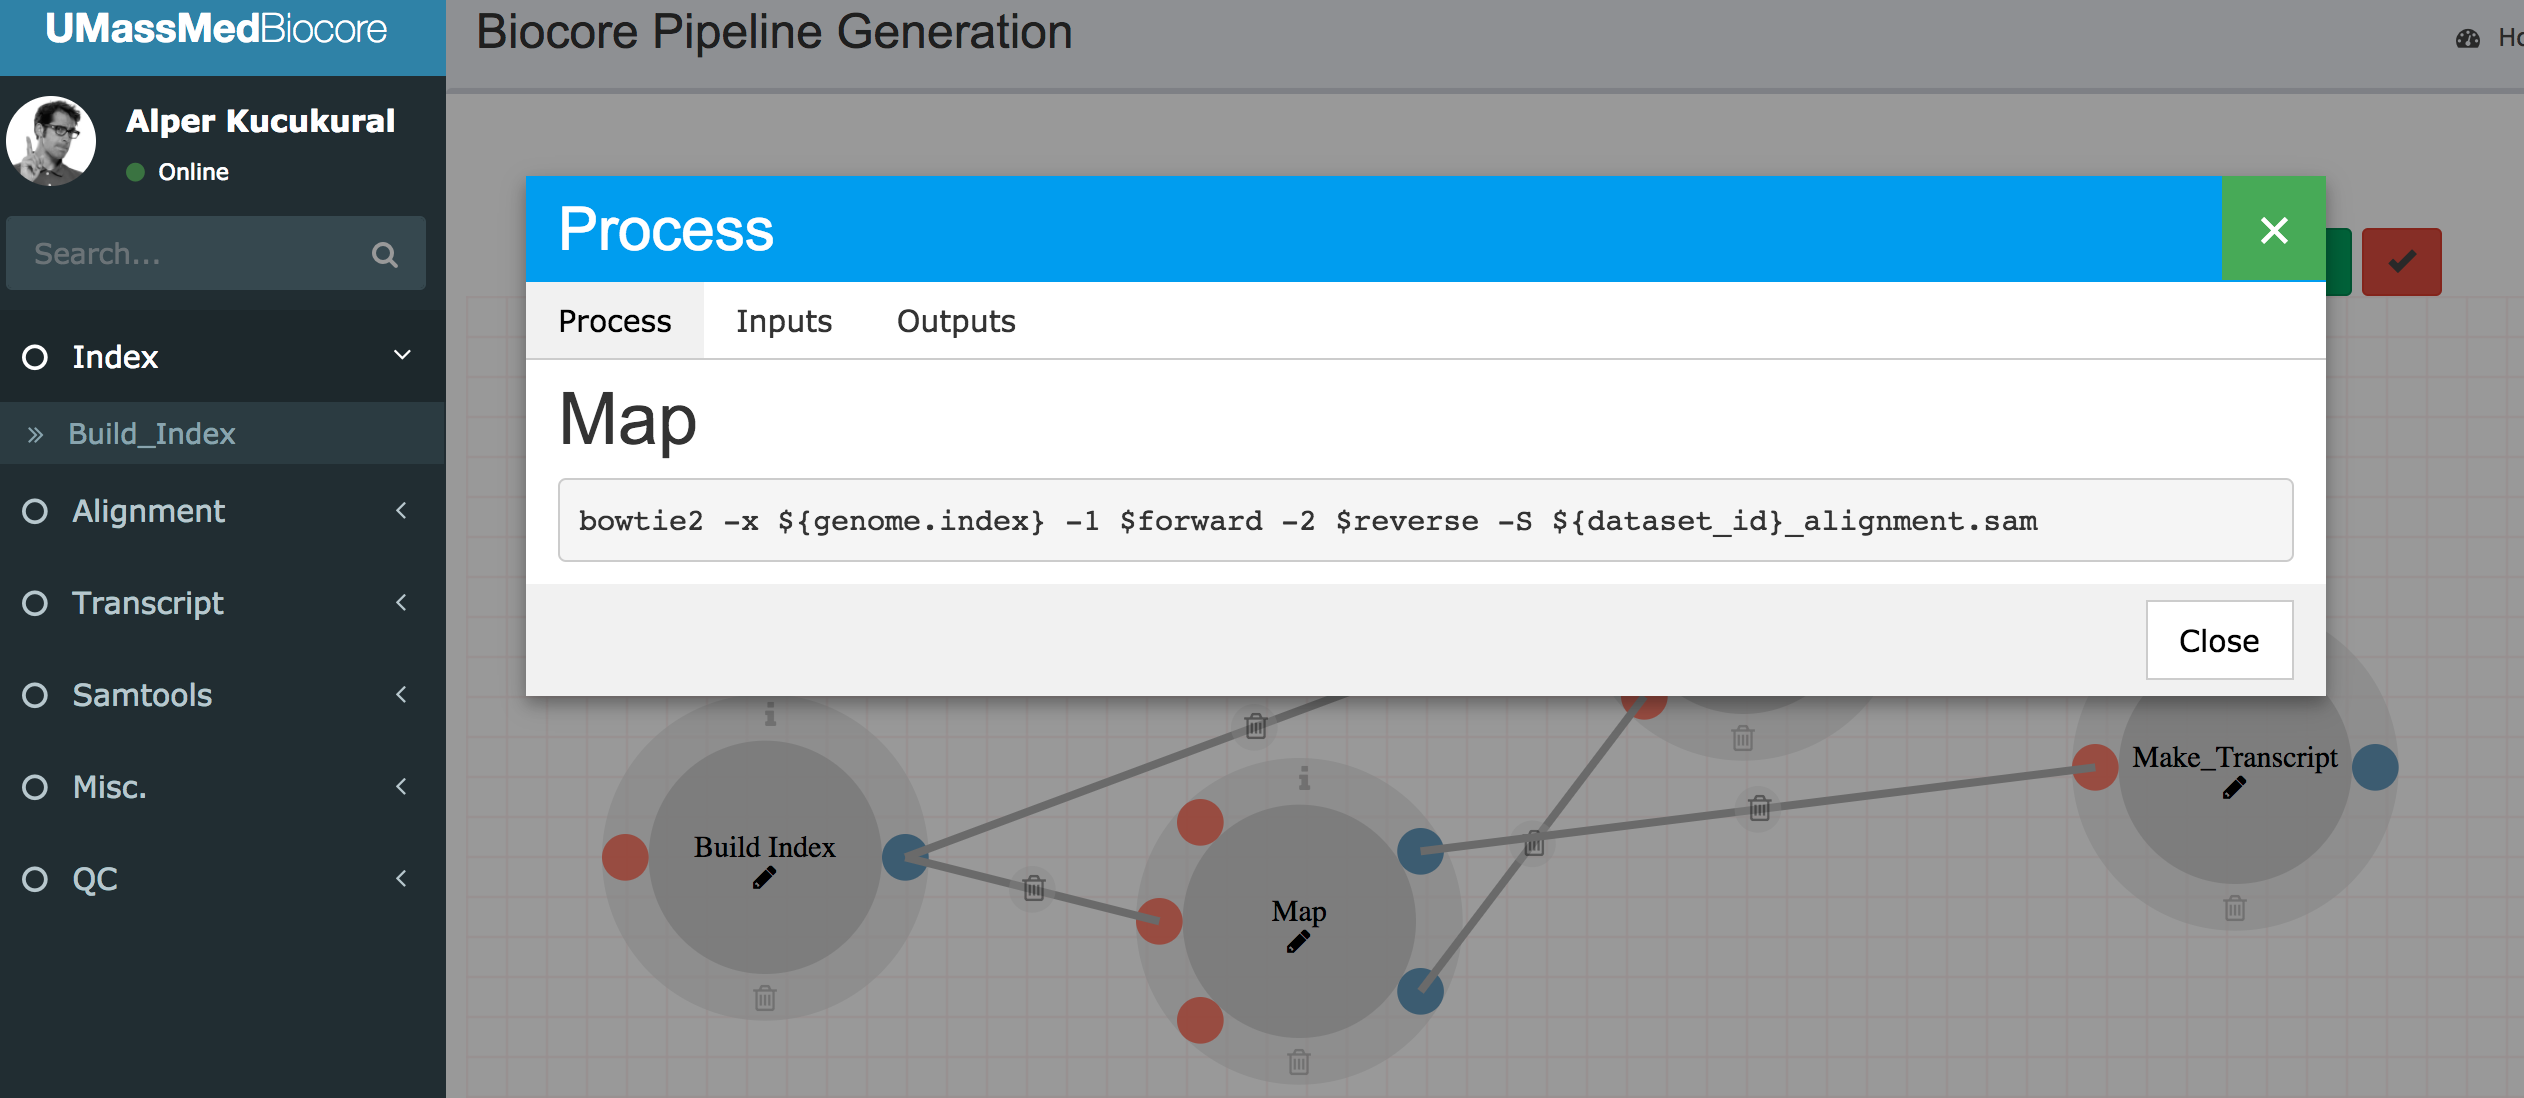 UMassMedBiocore
Alper Kucukural
Online
Search...
Index
Build_Index
Alignment
Transcript
Samtools
Misc.
QC
Biocore Pipeline Generation
Process
Process
Inputs
Outputs
Map
bowtie2 -x ${genome.index} -1 $forward -2 $reverse -S ${dataset_id}_alignment.sam
Close
Build Index
Map
Make_Transcript